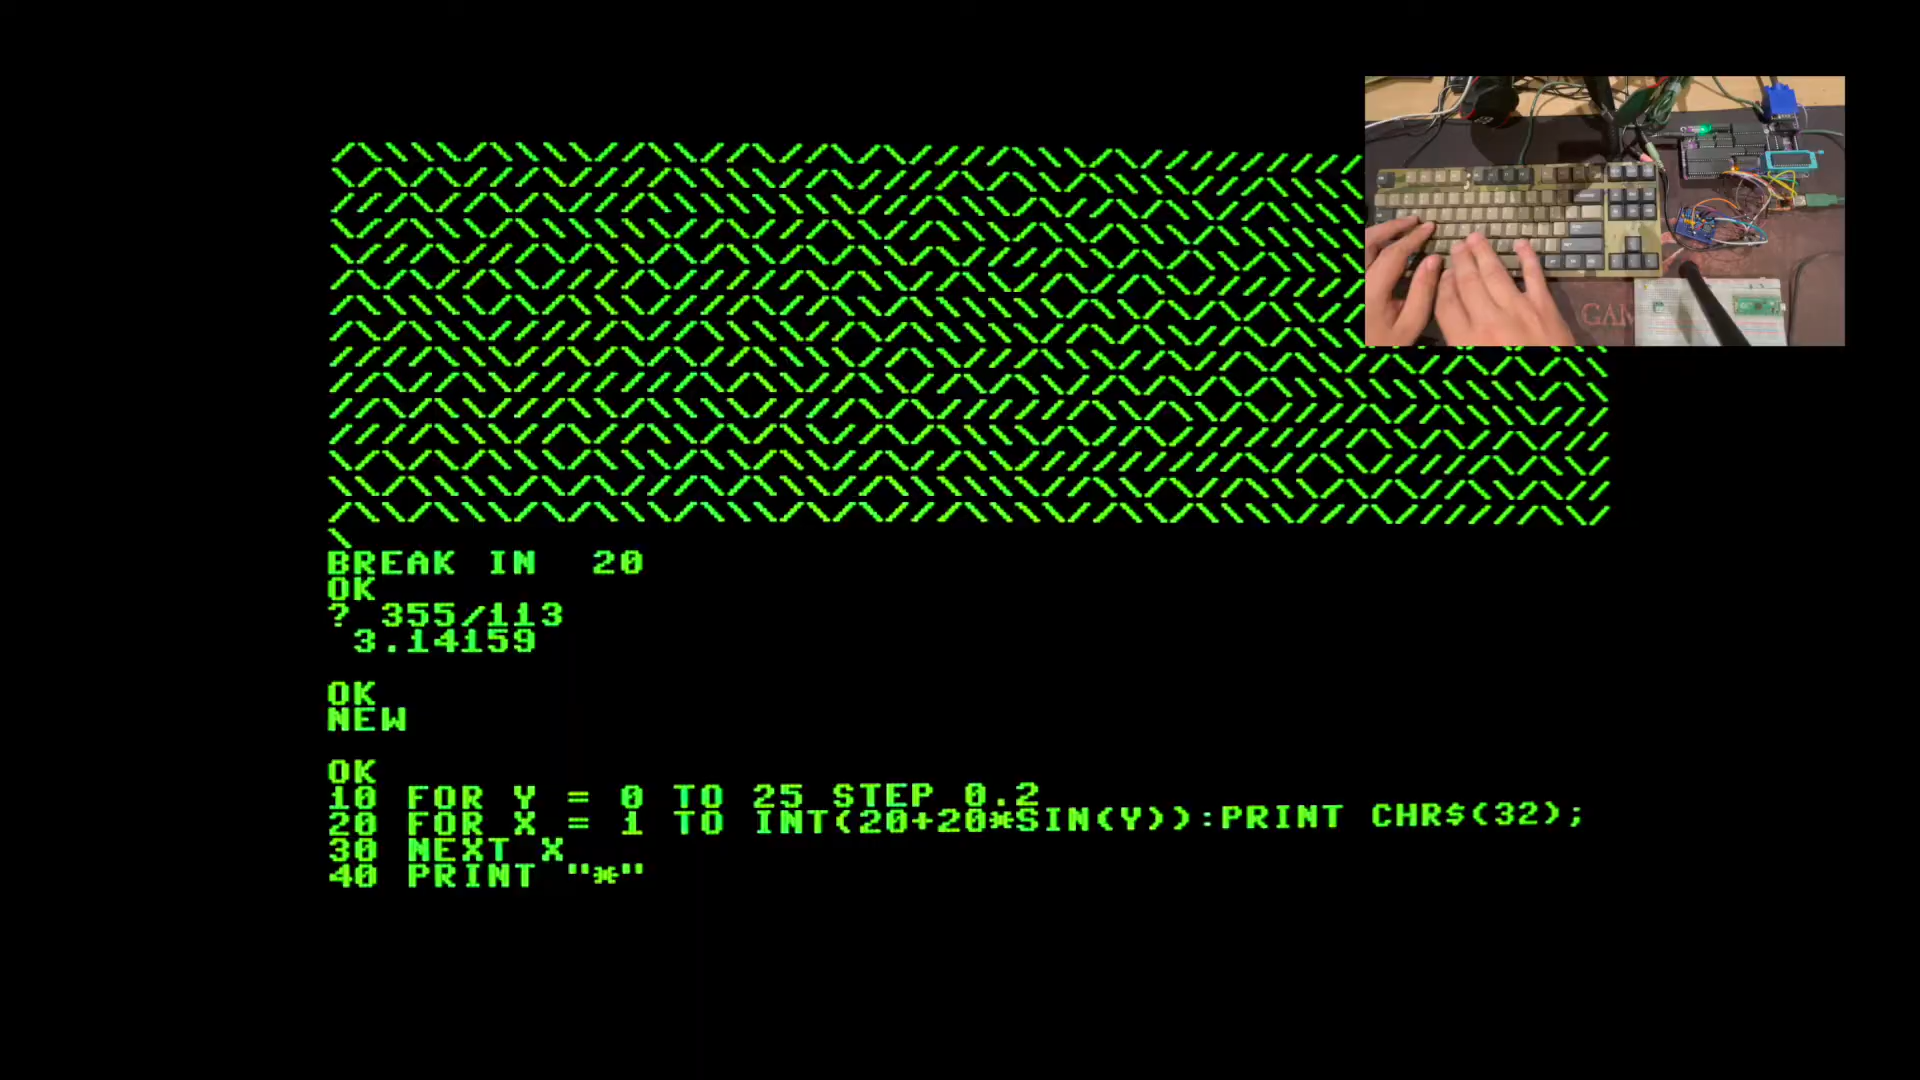 BREAK IN  20
OK
? 355/113
 3.14159
OK
NEW
OK
10 FOR Y = 0 TO 25 STEP 0.2
20 FOR X = 1 TO INT(20+20*SIN(Y)):PRINT CHR$(32);
30 NEXT X
40 PRINT "*"